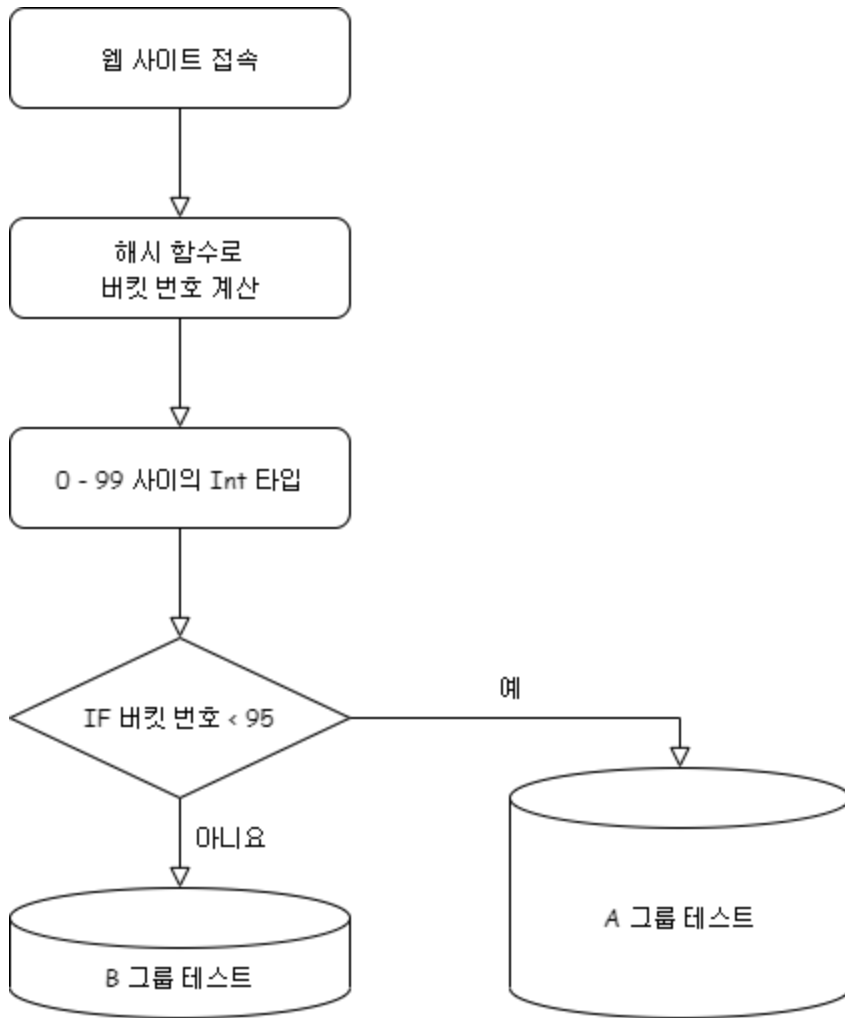 웹 사이트 접속
해시 함수로
버킷 번호 계산
0 - 99 사이의 Int 타입
IF 버킷 번호 < 95
예
아니요
A 그룹 테스트
B 그룹 테스트